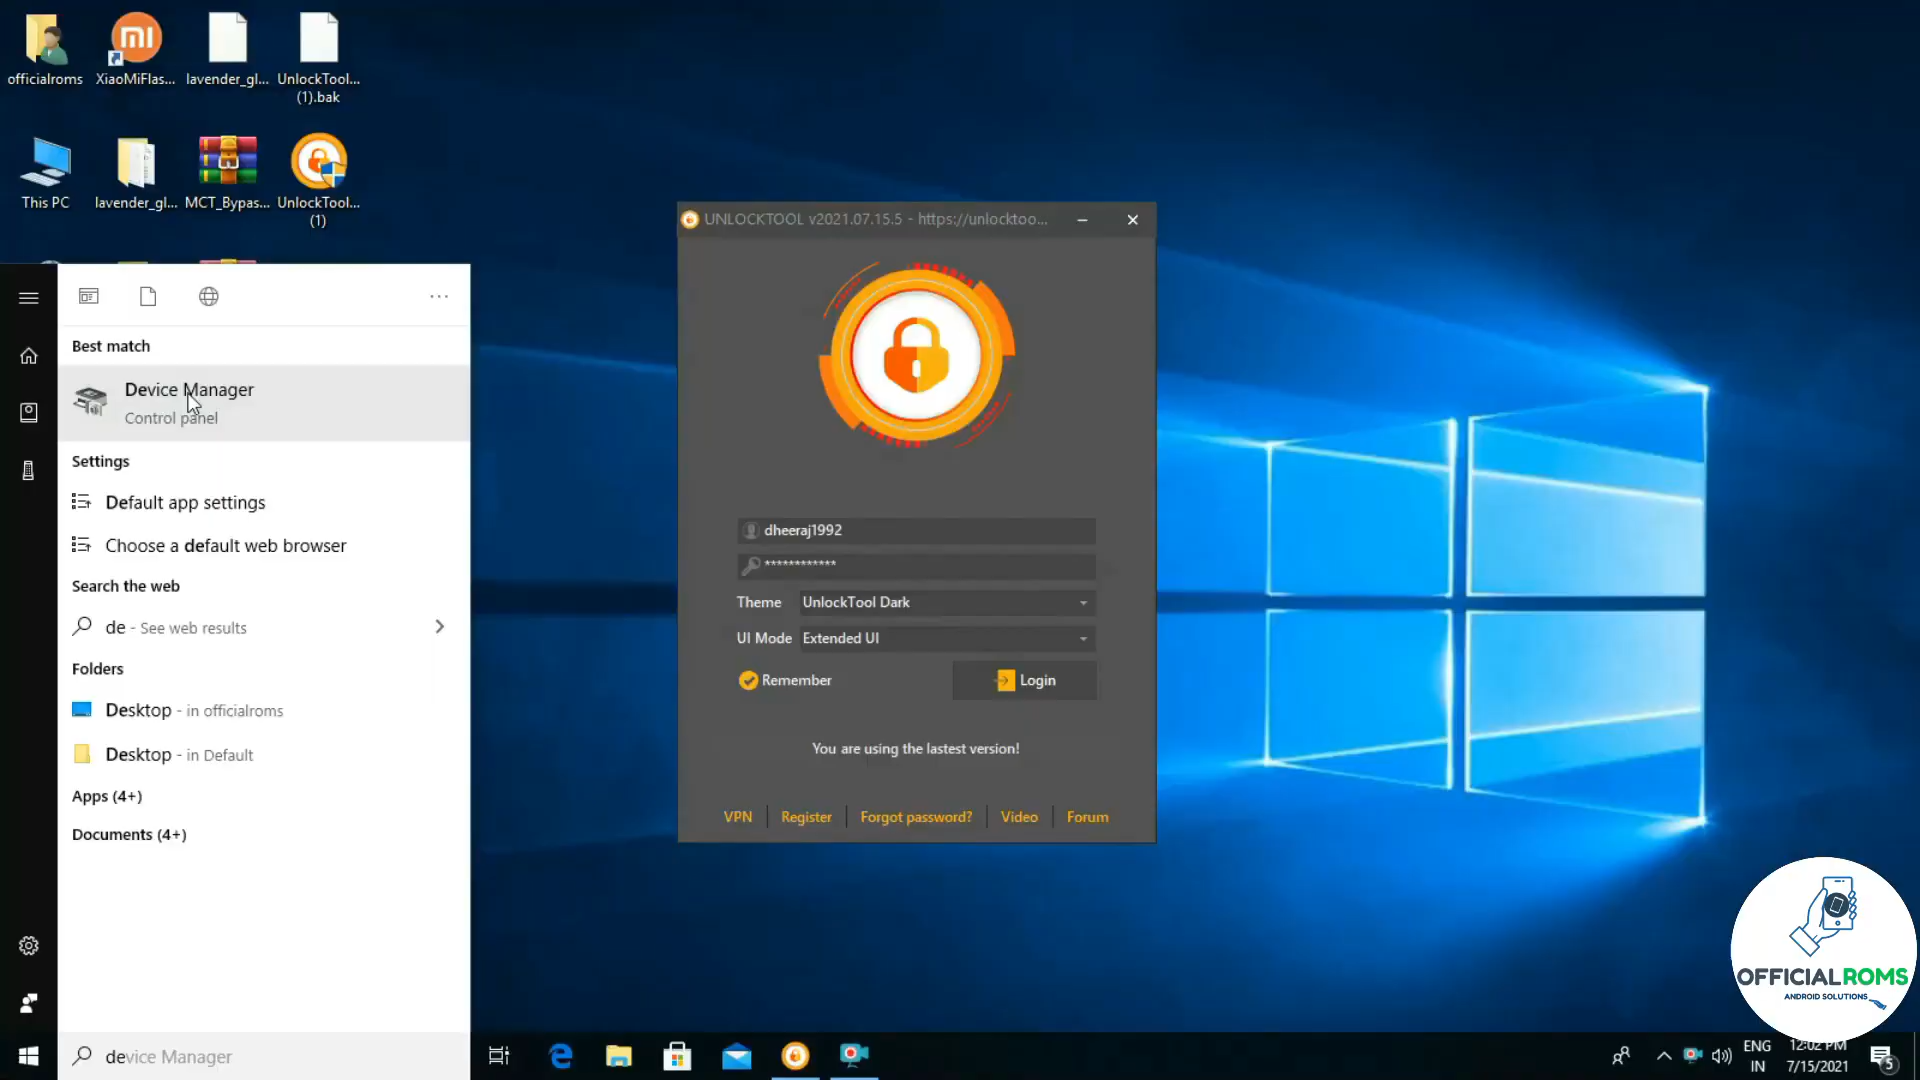 officialroms
XiaoMiFlas...
lavender_gl...
UnlockTool...
(1).bak
This PC
lavender_gl...
MCT_Bypas...
UnlockTool...
(1)
Best match
Device Manager
Control panel
Settings
Default app settings
Choose a default web browser
Search the web
de - See web results
Folders
Desktop - in officialroms
Desktop - in Default
Apps (4+)
Documents (4+)
device Manager
UNLOCKTOOL v2021.07.15.5 - https://unlocktoo...
dheeraj1992
************
Theme
UnlockTool Dark
UI Mode
Extended UI
Remember
Login
You are using the lastest version!
VPN
Register
Forgot password?
Video
Forum
OFFICIALROMS
ANDROID SOLUTIONS
ENG
IN
12:02 PM
7/15/2021
5